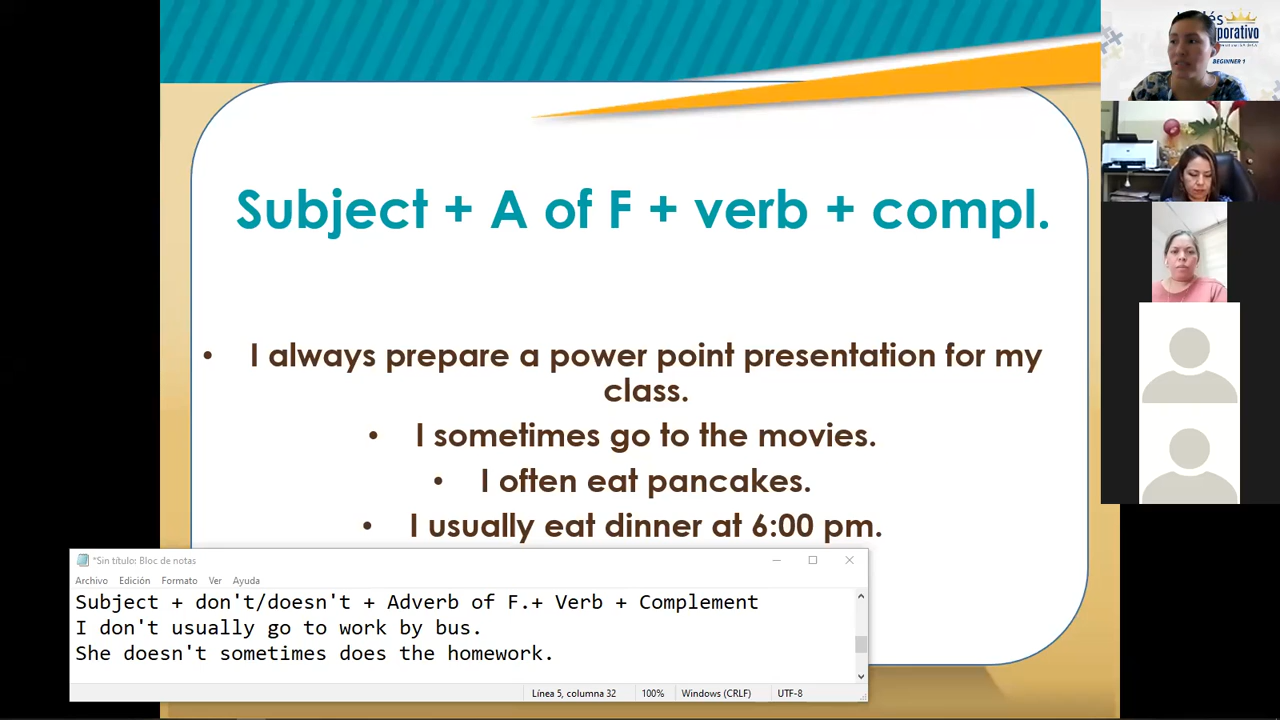 Subject + A of F + verb + compl.
• I always prepare a power point presentation for my
class.
• I sometimes go to the movies.
• I often eat pancakes.
• I usually eat dinner at 6:00 pm.
*Sin título: Bloc de notas
Archivo Edición Formato Ver Ayuda
Subject + don't/doesn't + Adverb of F.+ Verb + Complement
I don't usually go to work by bus.
She doesn't sometimes does the homework.
Línea 5, columna 32 100% Windows (CRLF) UTF-8
BEGINNER 1